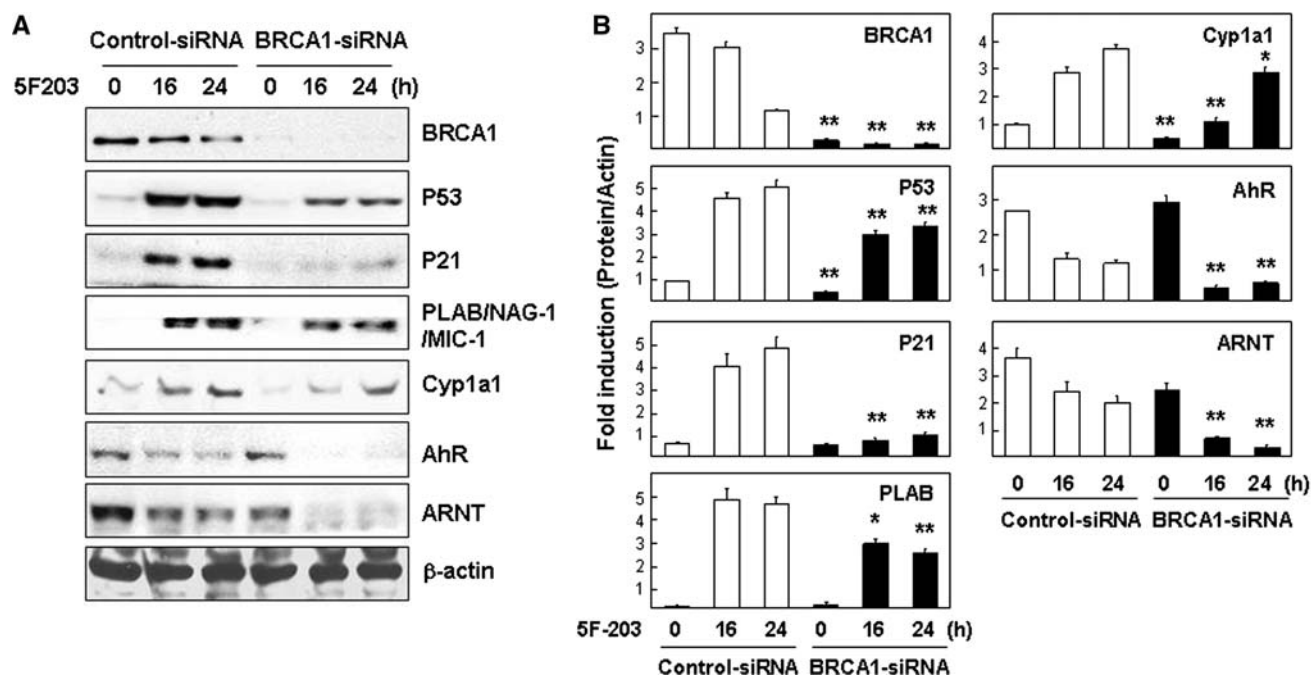 A
Control-siRNA BRCA1-siRNA
5F203 0 16 24 0 16 24 (h)
BRCA1
P53
P21
PLAB/NAG-1
/MIC-1
Cyp1a1
AhR
ARNT
β-actin
B
Fold induction (Protein/Actin)
BRCA1
3
2
1
** ** **
P53
5
4
3
2
1
** ** **
P21
5
4
3
2
1
** **
PLAB
5
4
3
2
1
* **
5F-203 0 16 24 0 16 24 (h)
Control-siRNA BRCA1-siRNA
Cyp1a1
4
3
2
1
** ** *
AhR
3
2
1
** **
ARNT
4
3
2
1
** **
0 16 24 0 16 24 (h)
Control-siRNA BRCA1-siRNA